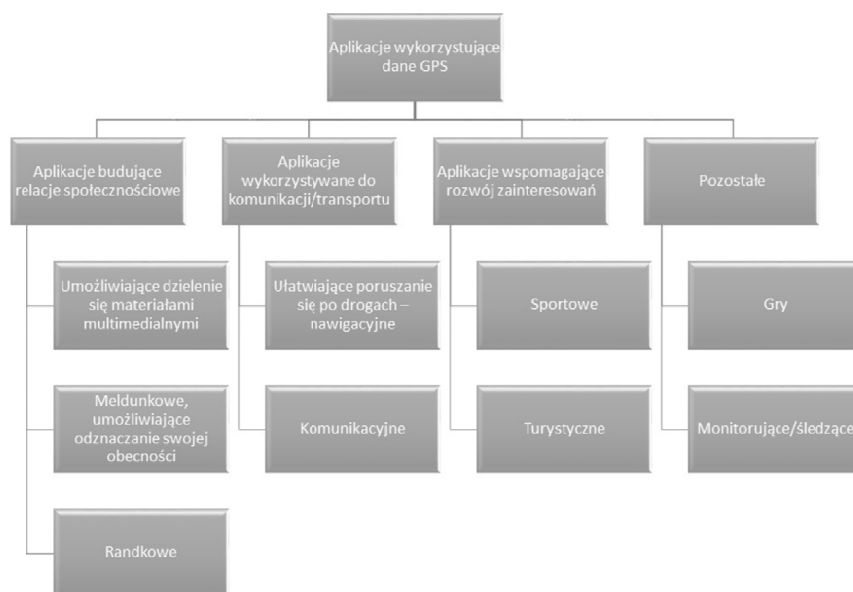 Aplikacje wykorzystujące
dane GPS
Aplikacje budujące
relacje społecznościowe
Umożliwiające dzielenie
się materiałami
multimedialnymi
Meldunkowe,
umożliwiające
odznaczanie swojej
obecności
Randkowe
Aplikacje
wykorzystywane do
komunikacji/transportu
Ułatwiające poruszanie
się po drogach –
nawigacyjne
Komunikacyjne
Aplikacje wspomagające
rozwój zainteresowań
Sportowe
Turystyczne
Pozostałe
Gry
Monitorujące/śledzące